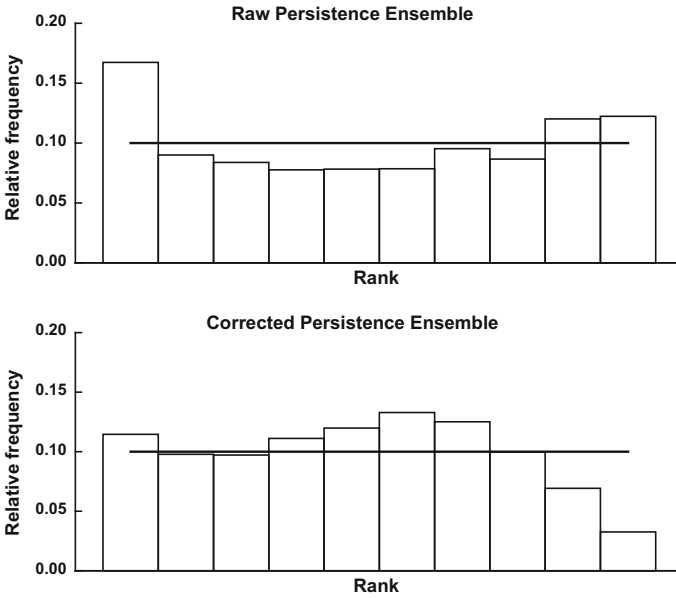 Raw Persistence Ensemble
0.20
0.15
0.10
0.05
0.00
Relative frequency
Rank
Corrected Persistence Ensemble
0.20
0.15
0.10
0.05
0.00
Relative frequency
Rank